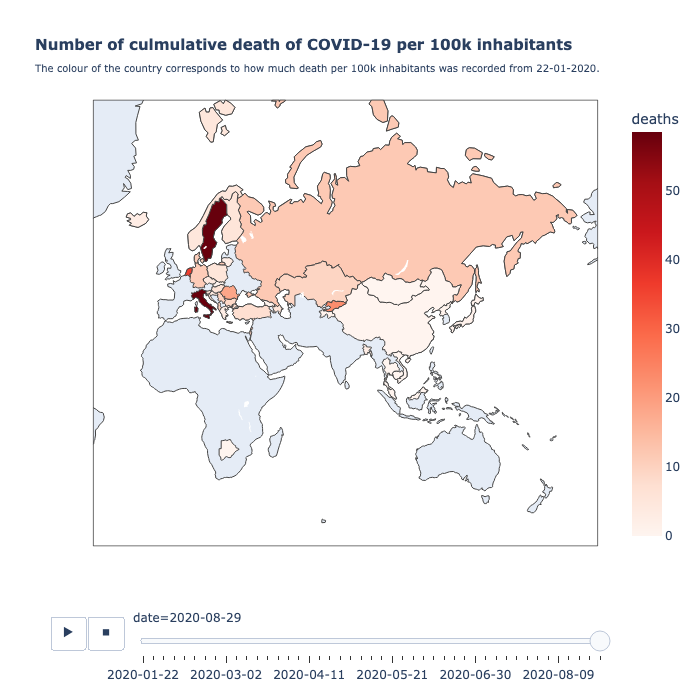 Number of culmulative death of COVID-19 per 100k inhabitants
The colour of the country corresponds to how much death per 100k inhabitants was recorded from 22-01-2020.
deaths
50
40
30
20
10
0
date=2020-08-29
2020-01-22 2020-03-02 2020-04-11 2020-05-21 2020-06-30 2020-08-09